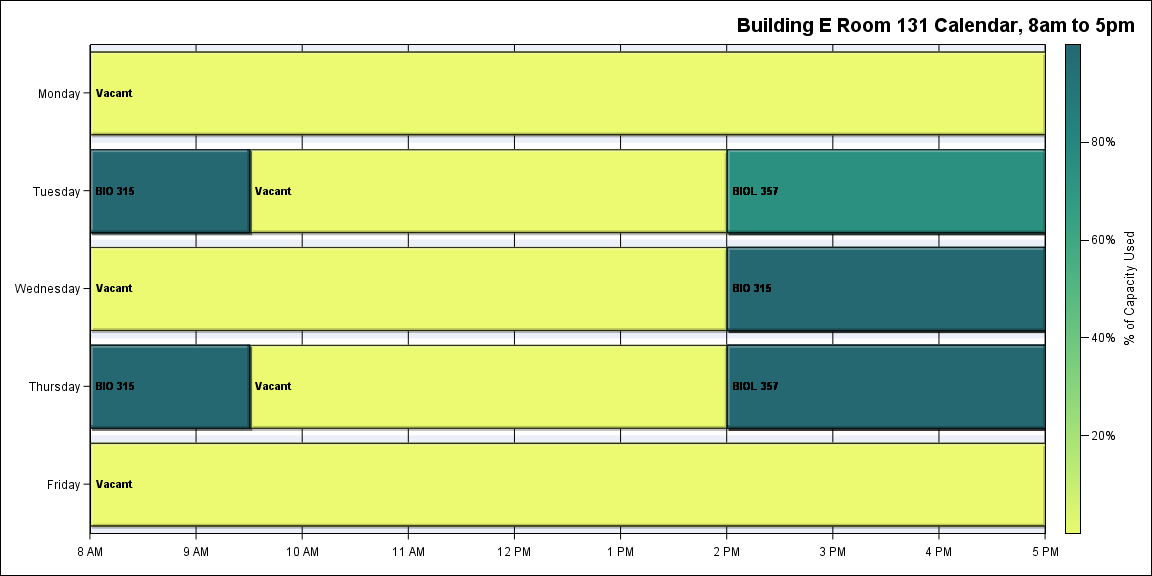 Building E Room 131 Calendar, 8am to 5pm
Monday
Vacant
Tuesday
BIO 315
Vacant
BIOL 357
Wednesday
Vacant
BIO 315
Thursday
BIO 315
Vacant
BIOL 357
Friday
Vacant
8 AM
9 AM
10 AM
11 AM
12 PM
1 PM
2 PM
3 PM
4 PM
5 PM
80%
60%
40%
20%
% of Capacity Used